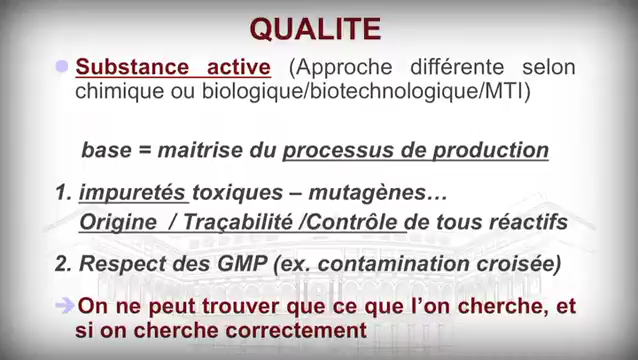 QUALITE
Substance active (Approche différente selon
chimique ou biologique/biotechnologique/MTI)
base = maitrise du processus de production
1. impuretés toxiques – mutagènes…
Origine / Traçabilité /Contrôle de tous réactifs
2. Respect des GMP (ex. contamination croisée)
➔On ne peut trouver que ce que l’on cherche, et
si on cherche correctement